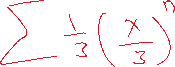 ∑ 1/3 (x/3)^n